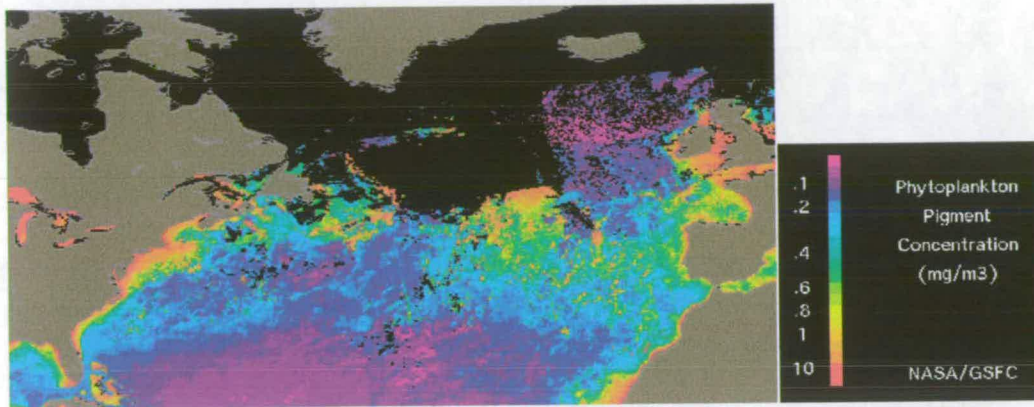 .1
.2
.4
.6
.8
1
10
Phytoplankton
Pigment
Concentration
(mg/m3)
NASA/GSFC